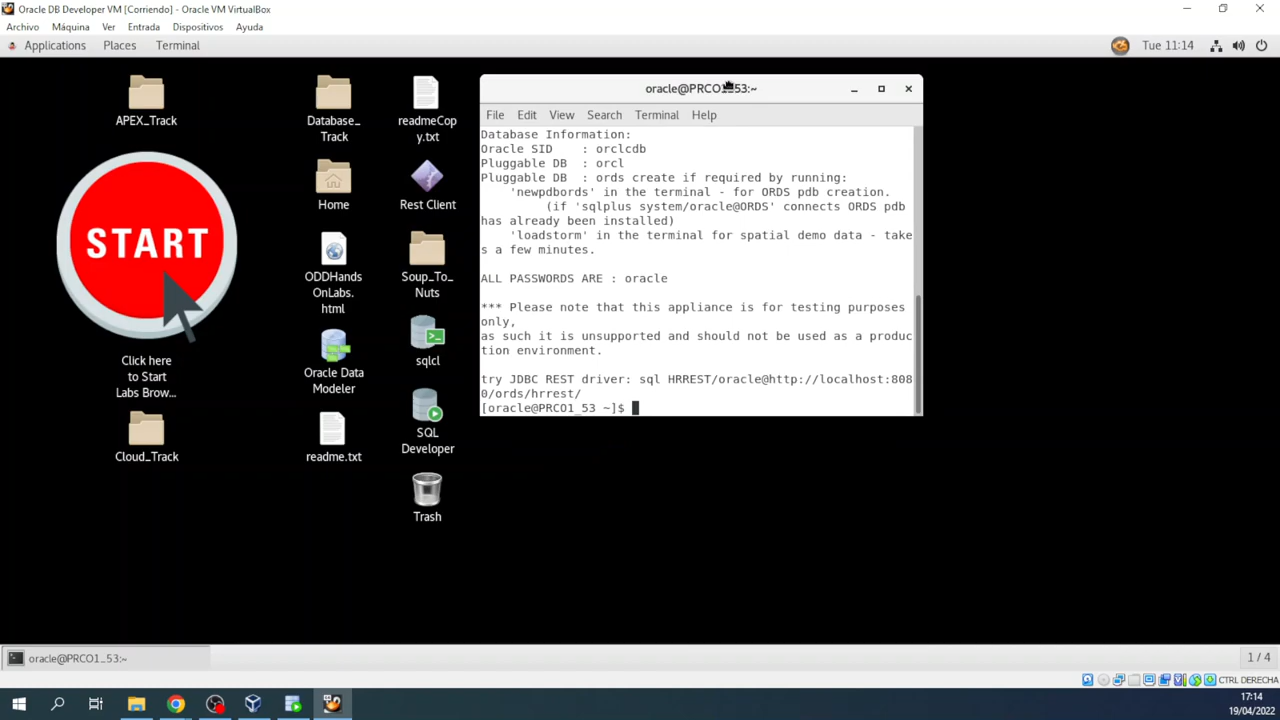 Oracle DB Developer VM [Corriendo] - Oracle VM VirtualBox
Archivo Máquina Ver Entrada Dispositivos Ayuda
Applications Places Terminal Tue 11:14
APEX_Track
Database_
Track
readmeCop
y.txt
START
Home
Rest Client
ODDHands
OnLabs.
html
Soup_To_
Nuts
sqlcl
Click here
to Start
Labs Brow...
Oracle Data
Modeler
SQL
Developer
Cloud_Track
readme.txt
Trash
oracle@PRCO1_53:~
File Edit View Search Terminal Help
Database Information:
Oracle SID    : orclcdb
Pluggable DB  : orcl
Pluggable DB  : ords create if required by running:
    'newpdbords' in the terminal - for ORDS pdb creation.
         (if 'sqlplus system/oracle@ORDS' connects ORDS pdb
has already been installed)
    'loadstorm' in the terminal for spatial demo data - take
s a few minutes.
ALL PASSWORDS ARE : oracle
*** Please note that this appliance is for testing purposes
only,
as such it is unsupported and should not be used as a produc
tion environment.
try JDBC REST driver: sql HRREST/oracle@http://localhost:808
0/ords/hrrest/
[oracle@PRCO1_53 ~]$
oracle@PRCO1_53:~
1 / 4
CTRL DERECHA
17:14
19/04/2022